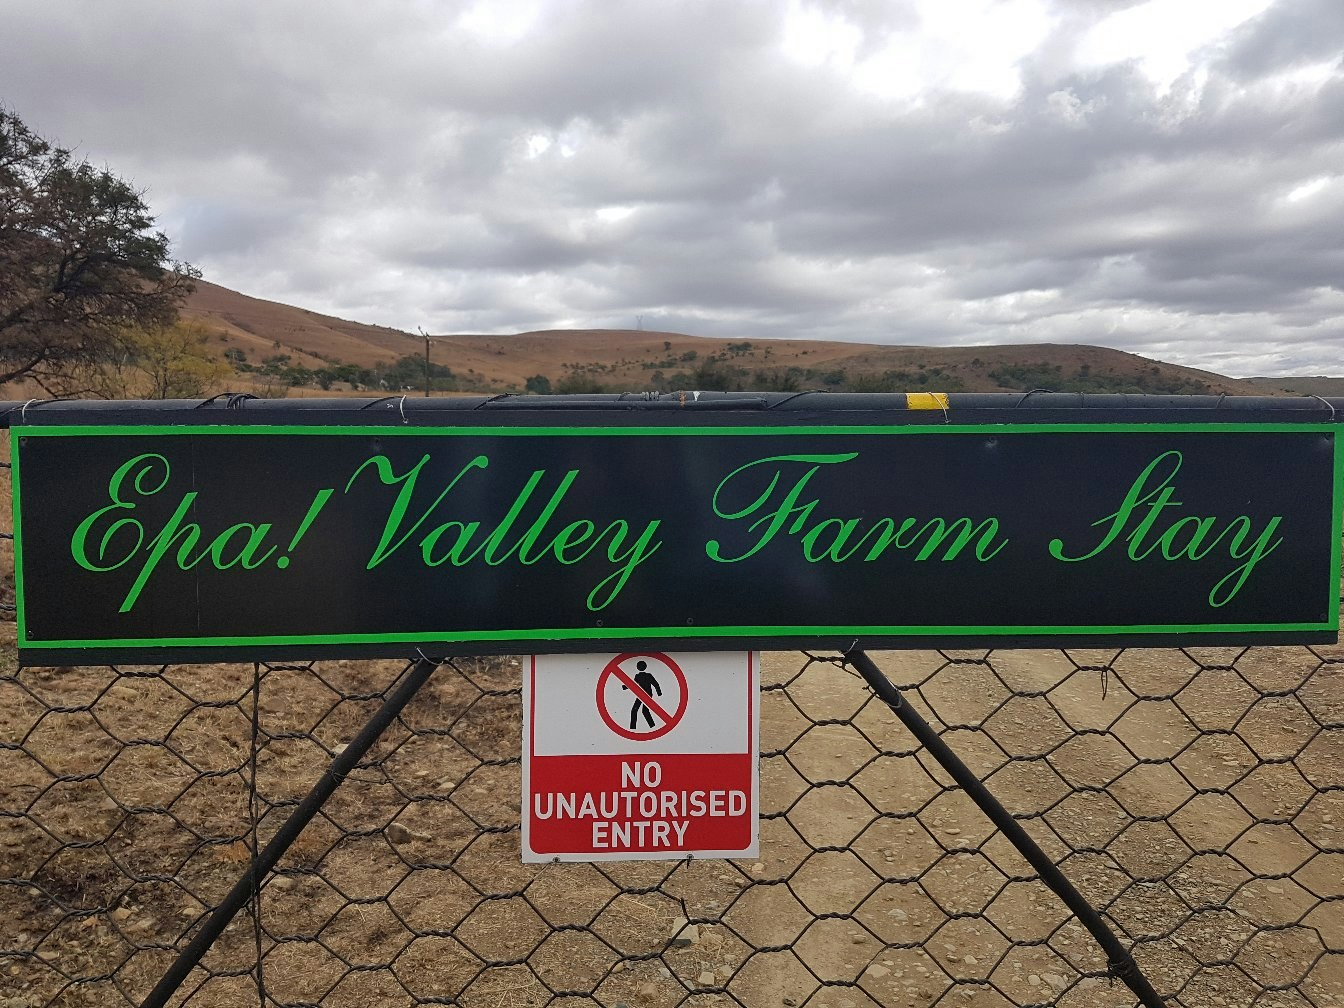 Epa! Valley Farm Stay
NO
UNAUTORISED
ENTRY